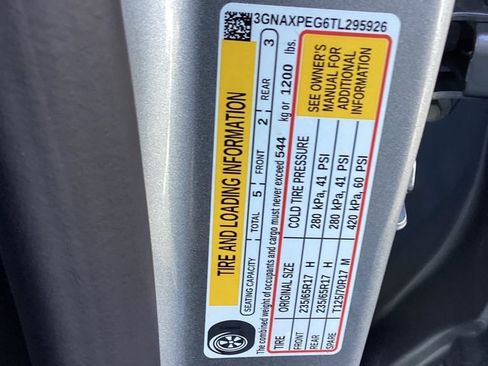 3GNAXPEG6TL295926
TIRE AND LOADING INFORMATION
SEATING CAPACITY TOTAL 5 FRONT 2 REAR 3
The combined weight of occupants and cargo must never exceed 544 kg or 1200 lbs.
TIRE ORIGINAL SIZE COLD TIRE PRESSURE
FRONT 235/65R17 H 280 kPa, 41 PSI
REAR 235/65R17 H 280 kPa, 41 PSI
SPARE T125/70R17 M 420 kPa, 60 PSI
SEE OWNER'S
MANUAL FOR
ADDITIONAL
INFORMATION